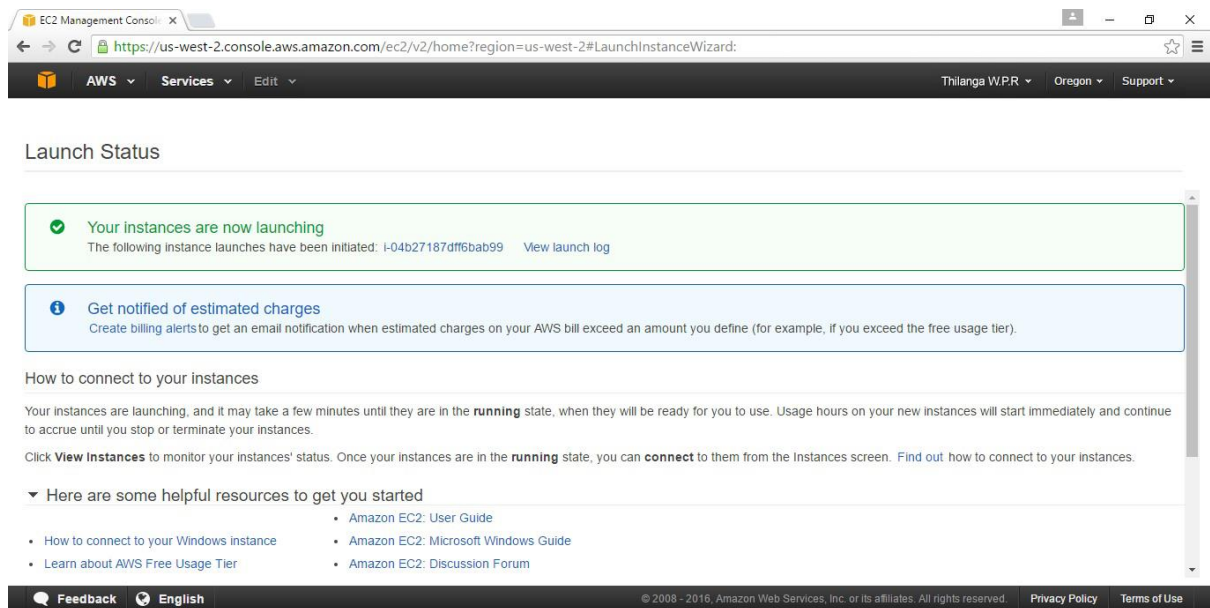 EC2 Management Consol
https://us-west-2.console.aws.amazon.com/ec2/v2/home?region=us-west-2#LaunchInstanceWizard:
AWS Services Edit Thilanga W.P.R Oregon Support
Launch Status
Your instances are now launching
The following instance launches have been initiated: i-04b27187dff6bab99 View launch log
Get notified of estimated charges
Create billing alerts to get an email notification when estimated charges on your AWS bill exceed an amount you define (for example, if you exceed the free usage tier).
How to connect to your instances
Your instances are launching, and it may take a few minutes until they are in the running state, when they will be ready for you to use. Usage hours on your new instances will start immediately and continue
to accrue until you stop or terminate your instances.
Click View Instances to monitor your instances' status. Once your instances are in the running state, you can connect to them from the Instances screen. Find out how to connect to your instances.
Here are some helpful resources to get you started
• Amazon EC2: User Guide
• How to connect to your Windows instance • Amazon EC2: Microsoft Windows Guide
• Learn about AWS Free Usage Tier • Amazon EC2: Discussion Forum
Feedback English © 2008 - 2016, Amazon Web Services, Inc. or its affiliates. All rights reserved. Privacy Policy Terms of Use